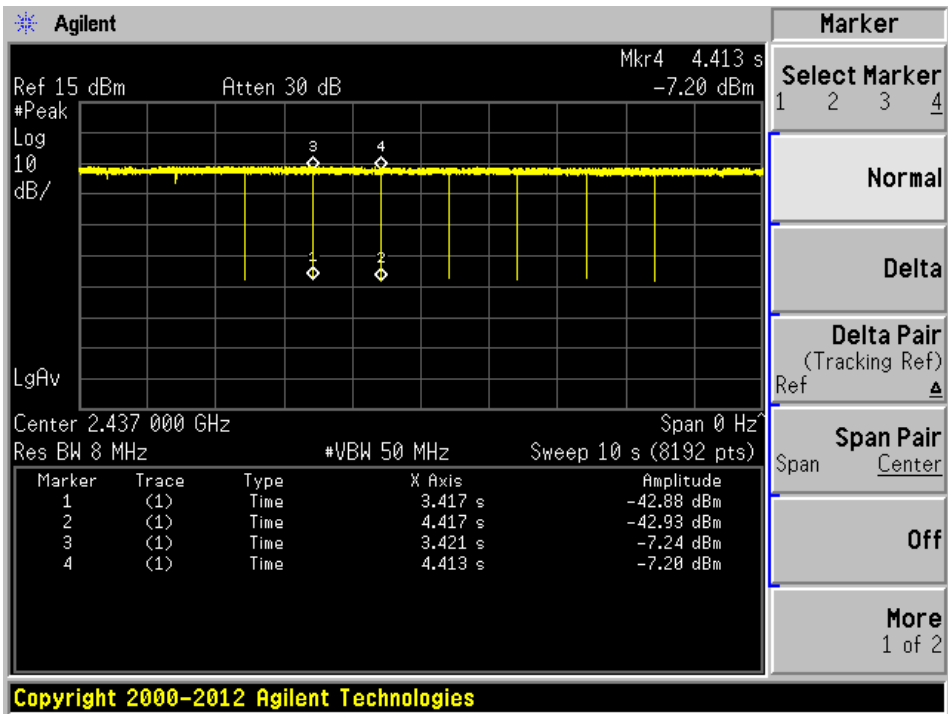 Agilent
Marker
Mkr4 4.413 s
Ref 15 dBm Atten 30 dB -7.20 dBm
#Peak
Log
10
dB/
3 4
1 2
LgAv
Center 2.437 000 GHz Span 0 Hz^
Res BW 8 MHz #VBW 50 MHz Sweep 10 s (8192 pts)
Marker Trace Type X Axis Amplitude
1 (1) Time 3.417 s -42.88 dBm
2 (1) Time 4.417 s -42.93 dBm
3 (1) Time 3.421 s -7.24 dBm
4 (1) Time 4.413 s -7.20 dBm
Select Marker
1 2 3 4
Normal
Delta
Delta Pair
(Tracking Ref)
Ref Δ
Span Pair
Span Center
Off
More
1 of 2
Copyright 2000-2012 Agilent Technologies